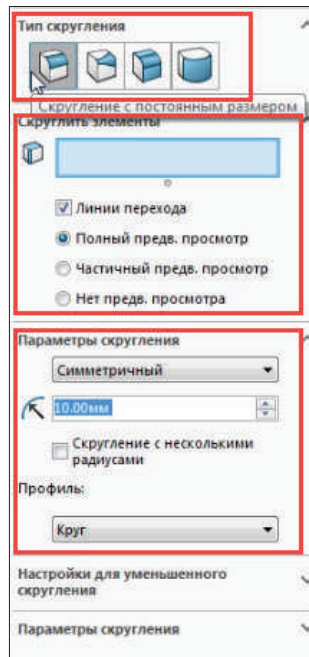 Тип скругления
Скругление с постоянным размером
Скруглить элементы
Линии перехода
Полный предв. просмотр
Частичный предв. просмотр
Нет предв. просмотра
Параметры скругления
Симметричный
10.00мм
Скругление с несколькими
радиусами
Профиль:
Круг
Настройки для уменьшенного
скругления
Параметры скругления